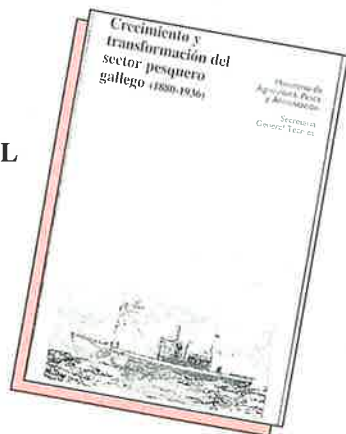 Crecimiento y
transformación del
sector pesquero
gallego (1880-1936)
Ministerio de
Agricultura, Pesca
y Alimentación
Secretaría
General Técnica
L